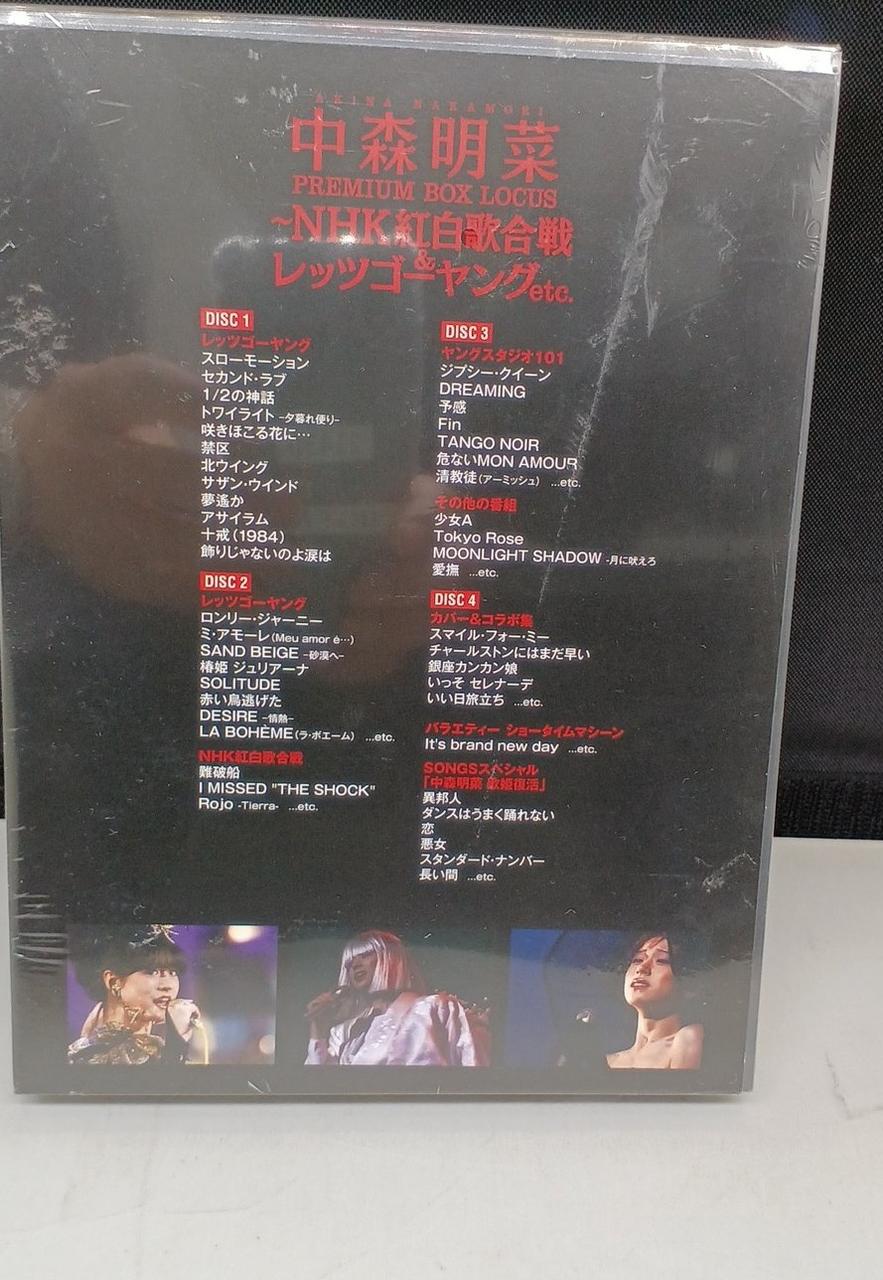 AKINA NAKAMORI
中森明菜
PREMIUM BOX LOCUS
~NHK紅白歌合戦
&
レッツゴーヤングetc.
DISC 1
レッツゴーヤング
スローモーション
セカンド・ラブ
1/2の神話
トワイライト -夕暮れ便り-
咲きほこる花に…
禁区
北ウイング
サザン・ウインド
夢遥か
アサイラム
十戒(1984)
飾りじゃないのよ涙は
DISC 2
レッツゴーヤング
ロンリー・ジャーニー
ミ・アモーレ(Meu amor é…)
SAND BEIGE -砂漠へ-
椿姫 ジュリアーナ
SOLITUDE
赤い鳥逃げた
DESIRE -情熱-
LA BOHÈME(ラ・ボエーム) ...etc.
NHK紅白歌合戦
難破船
I MISSED "THE SHOCK"
Rojo -Tierra- ...etc.
DISC 3
ヤングスタジオ101
ジプシー・クイーン
DREAMING
予感
Fin
TANGO NOIR
危ないMON AMOUR
清教徒(アーミッシュ) ...etc.
その他の番組
少女A
Tokyo Rose
MOONLIGHT SHADOW -月に吠えろ
愛撫 ...etc.
DISC 4
カバー&コラボ集
スマイル・フォー・ミー
チャールストンにはまだ早い
銀座カンカン娘
いっそ セレナーデ
いい日旅立ち ...etc.
バラエティー ショータイムマシーン
It's brand new day ...etc.
SONGSスペシャル
「中森明菜 歌姫復活」
異邦人
ダンスはうまく踊れない
恋
悪女
スタンダード・ナンバー
長い間 ...etc.